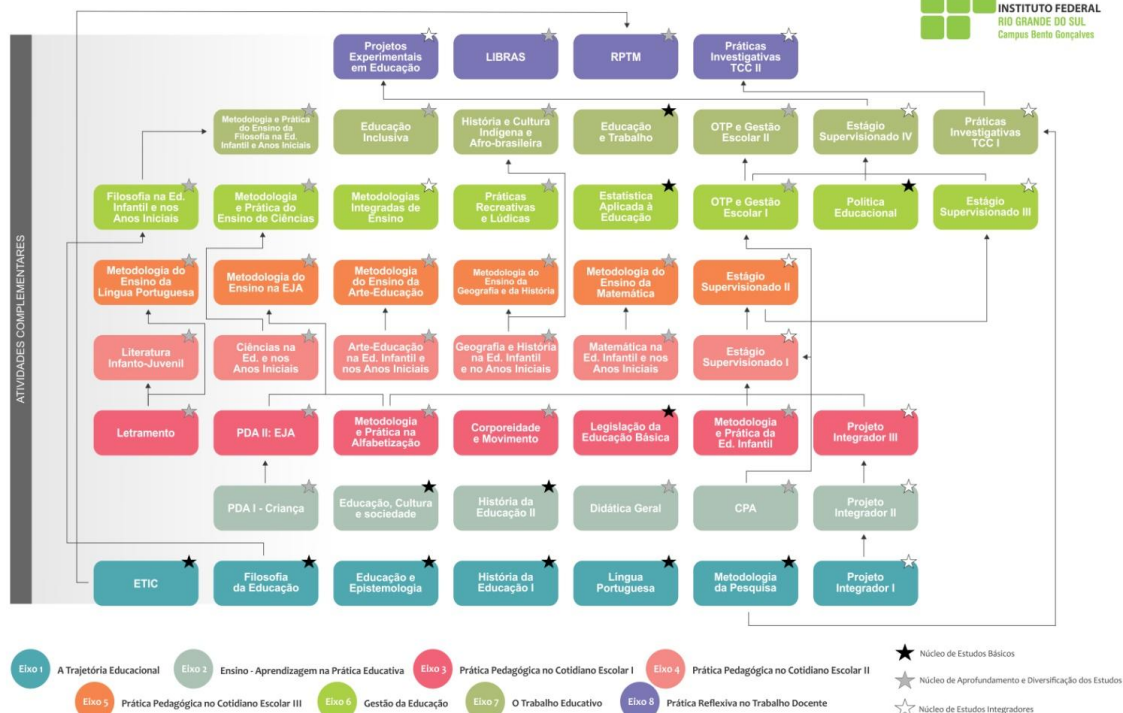 INSTITUTO FEDERAL
RIO GRANDE DO SUL
Campus Bento Gonçalves
ATIVIDADES COMPLEMENTARES
Projetos
Experimentais
em Educação
LIBRAS
RPTM
Práticas
Investigativas
TCC II
Metodologia e Prática
do Ensino da
Filosofia na Ed.
Infantil e Anos Iniciais
Educação
Inclusiva
História e Cultura
Indígena e
Afro-brasileira
Educação
e Trabalho
OTP e Gestão
Escolar II
Estágio
Supervisionado IV
Práticas
Investigativas
TCC I
Filosofia na Ed.
Infantil e nos
Anos Iniciais
Metodologia
e Prática do
Ensino de Ciências
Metodologias
Integradas de
Ensino
Práticas
Recreativas
e Lúdicas
Estatística
Aplicada à
Educação
OTP e Gestão
Escolar I
Política
Educacional
Estágio
Supervisionado III
Metodologia do
Ensino da
Língua Portuguesa
Metodologia do
Ensino na EJA
Metodologia
do Ensino da
Arte-Educação
Metodologia do
Ensino da
Geografia e da História
Metodologia do
Ensino da
Matemática
Estágio
Supervisionado II
Literatura
Infanto-Juvenil
Ciências na
Ed. e nos
Anos Iniciais
Arte-Educação
na Ed. Infantil e
nos Anos Iniciais
Geografia e História
na Ed. Infantil
e no Anos Iniciais
Matemática na
Ed. Infantil e nos
Anos Iniciais
Estágio
Supervisionado I
Letramento
PDA II: EJA
Metodologia
e Prática na
Alfabetização
Corporeidade
e Movimento
Legislação da
Educação Básica
Metodologia e
Prática da
Ed. Infantil
Projeto
Integrador III
PDA I - Criança
Educação, Cultura
e sociedade
História da
Educação II
Didática Geral
CPA
Projeto
Integrador II
ETIC
Filosofia
da Educação
Educação e
Epistemologia
História da
Educação I
Língua
Portuguesa
Metodologia
da Pesquisa
Projeto
Integrador I
Eixo 1 A Trajetória Educacional
Eixo 2 Ensino - Aprendizagem na Prática Educativa
Eixo 3 Prática Pedagógica no Cotidiano Escolar I
Eixo 4 Prática Pedagógica no Cotidiano Escolar II
Eixo 5 Prática Pedagógica no Cotidiano Escolar III
Eixo 6 Gestão da Educação
Eixo 7 O Trabalho Educativo
Eixo 8 Prática Reflexiva no Trabalho Docente
Núcleo de Estudos Básicos
Núcleo de Aprofundamento e Diversificação dos Estudos
Núcleo de Estudos Integradores